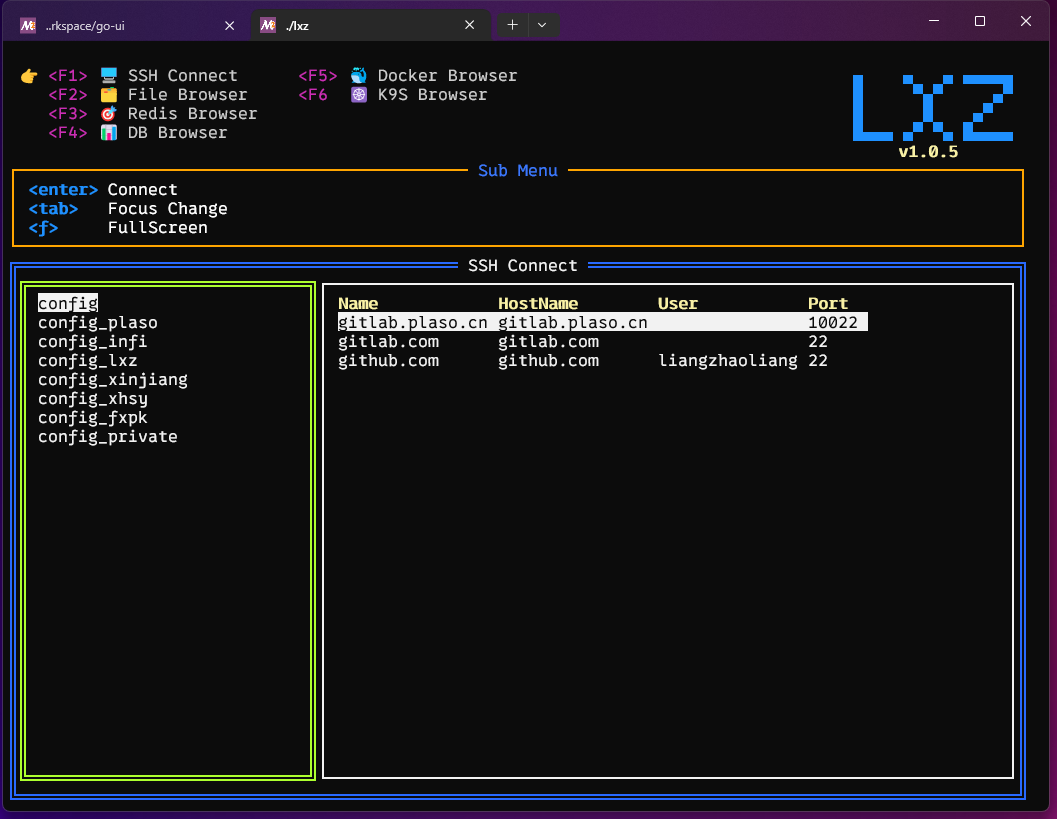 ..rkspace/go-ui
./lxz
<F1> SSH Connect
<F2> File Browser
<F3> Redis Browser
<F4> DB Browser
<F5> Docker Browser
<F6 K9S Browser
LXZ
v1.0.5
Sub Menu
<enter> Connect
<tab> Focus Change
<f> FullScreen
SSH Connect
config
config_plaso
config_infi
config_lxz
config_xinjiang
config_xhsy
config_fxpk
config_private
Name HostName User Port
gitlab.plaso.cn gitlab.plaso.cn 10022
gitlab.com gitlab.com 22
github.com github.com liangzhaoliang 22